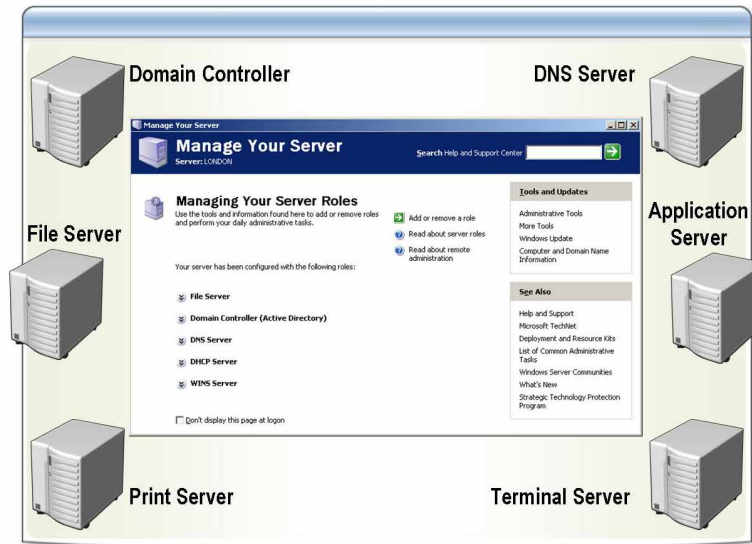 Domain Controller
DNS Server
File Server
Application
Server
Print Server
Terminal Server
Manage Your Server
Manage Your Server
Server: LONDON
Search Help and Support Center
Managing Your Server Roles
Use the tools and information found here to add or remove roles
and perform your daily administrative tasks.
Add or remove a role
Read about server roles
Read about remote
administration
Your server has been configured with the following roles:
File Server
Domain Controller (Active Directory)
DNS Server
DHCP Server
WINS Server
Don't display this page at logon
Tools and Updates
Administrative Tools
More Tools
Windows Update
Computer and Domain Name
Information
See Also
Help and Support
Microsoft TechNet
Deployment and Resource Kits
List of Common Administrative
Tasks
Windows Server Communities
What's New
Strategic Technology Protection
Program